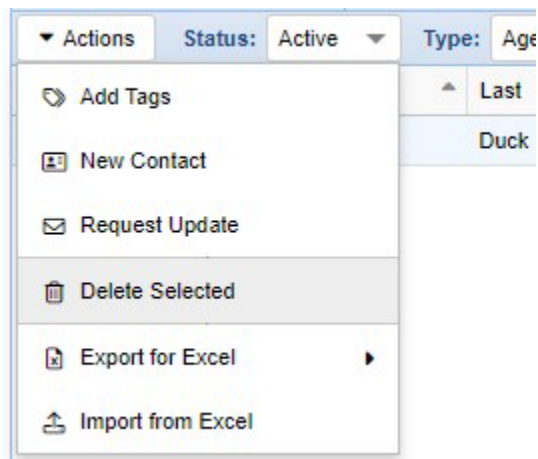 Actions Status: Active Type: Age
Add Tags
Last
New Contact
Duck
Request Update
Delete Selected
Export for Excel
Import from Excel